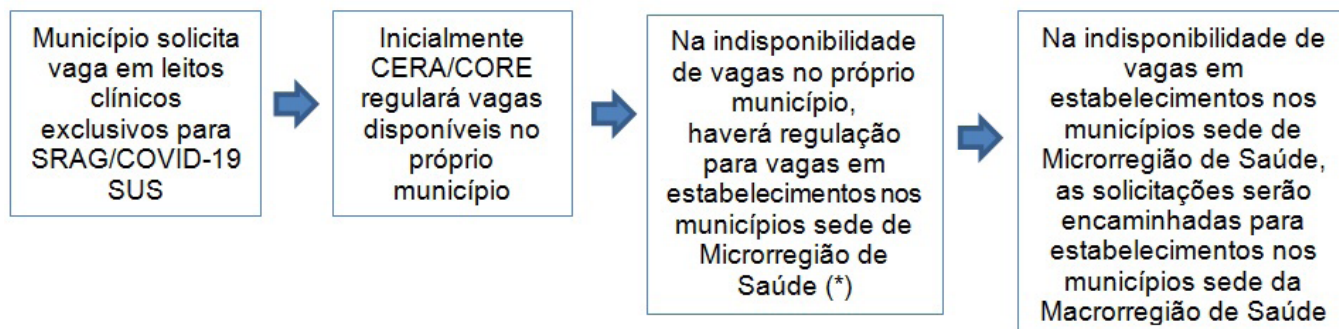 Município solicita
vaga em leitos
clínicos
exclusivos para
SRAG/COVID-19
SUS
Inicialmente
CERA/CORE
regulará vagas
disponíveis no
próprio
município
Na indisponibilidade
de vagas no próprio
município,
haverá regulação
para vagas em
estabelecimentos nos
municípios sede de
Microrregião de
Saúde (*)
Na indisponibilidade de
vagas em
estabelecimentos nos
municípios sede de
Microrregião de Saúde,
as solicitações serão
encaminhadas para
estabelecimentos nos
municípios sede da
Macrorregião de Saúde